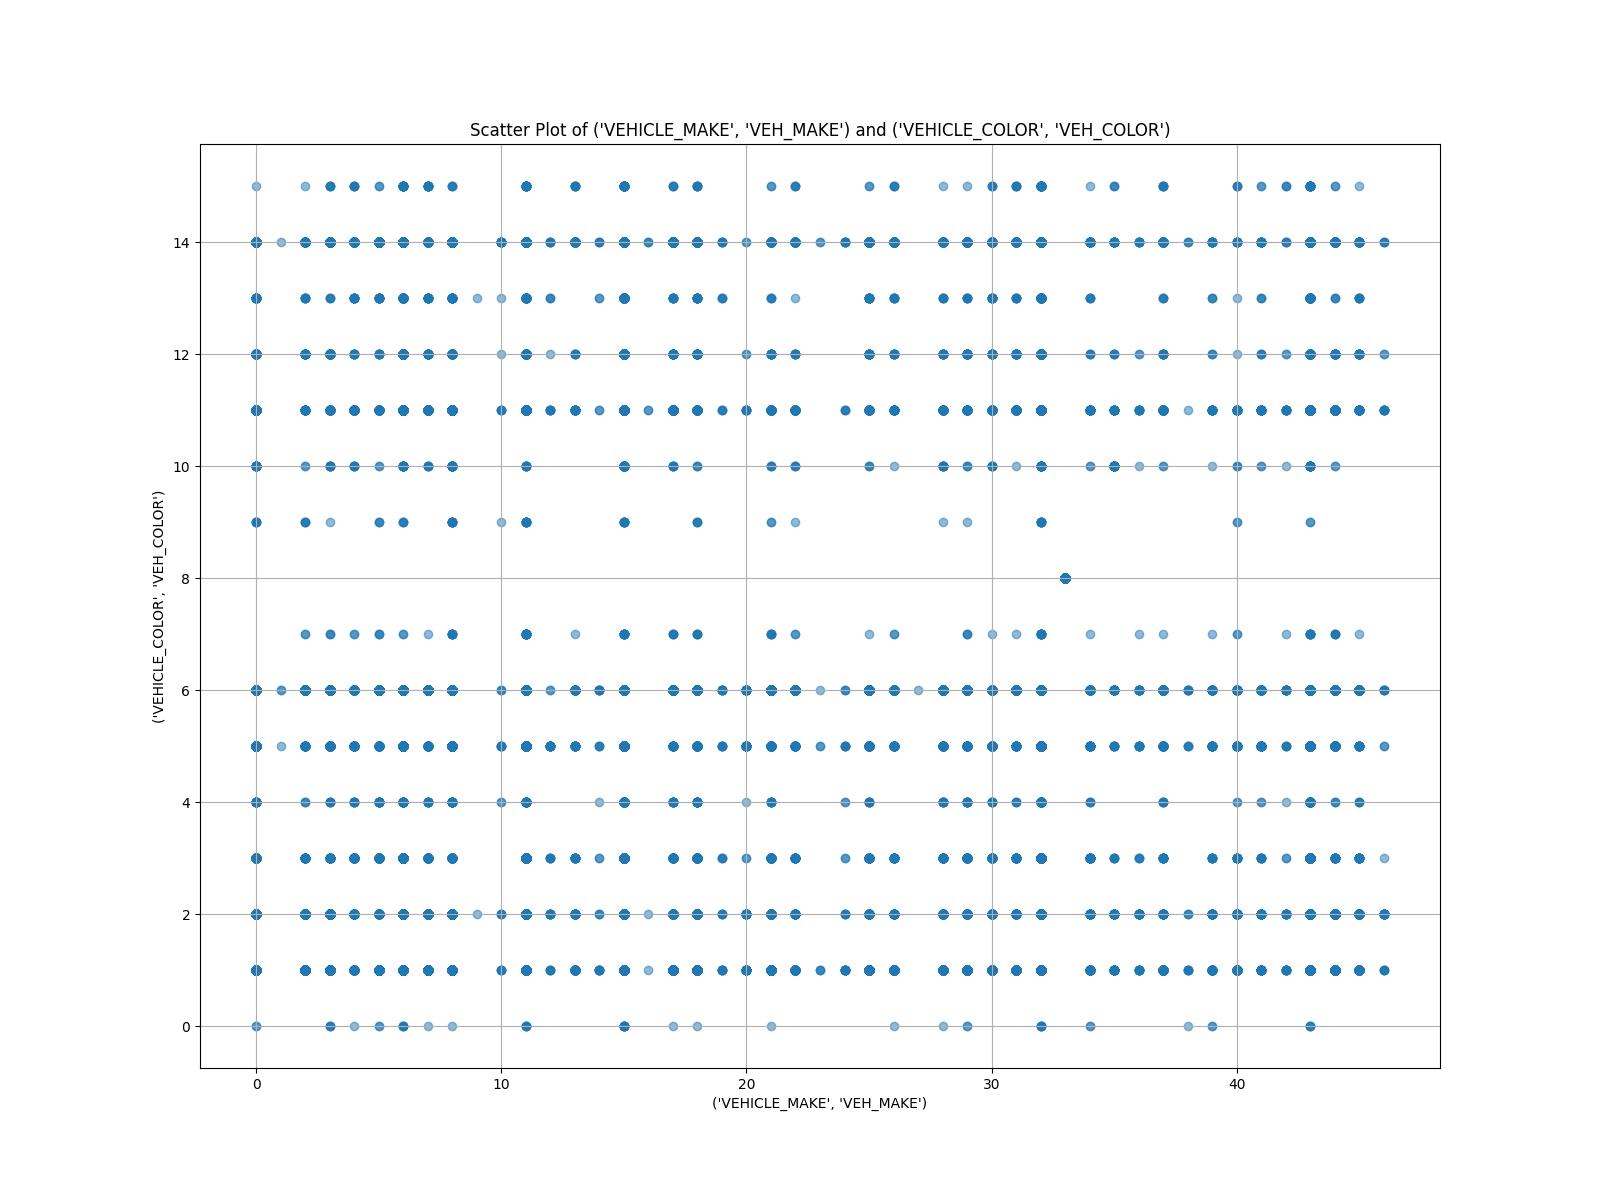 Scatter Plot of ('VEHICLE_MAKE', 'VEH_MAKE') and ('VEHICLE_COLOR', 'VEH_COLOR')
('VEHICLE_COLOR', 'VEH_COLOR')
14
12
10
8
6
4
2
0
0 10 20 30 40
('VEHICLE_MAKE', 'VEH_MAKE')